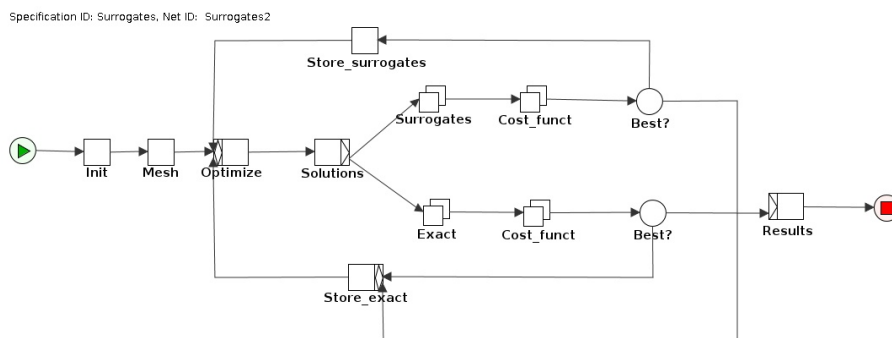 Specification ID: Surrogates, Net ID: Surrogates2
Store_surrogates
Surrogates
Cost_funct
Best?
Init
Mesh
Optimize
Solutions
Exact
Cost_funct
Best?
Results
Store_exact